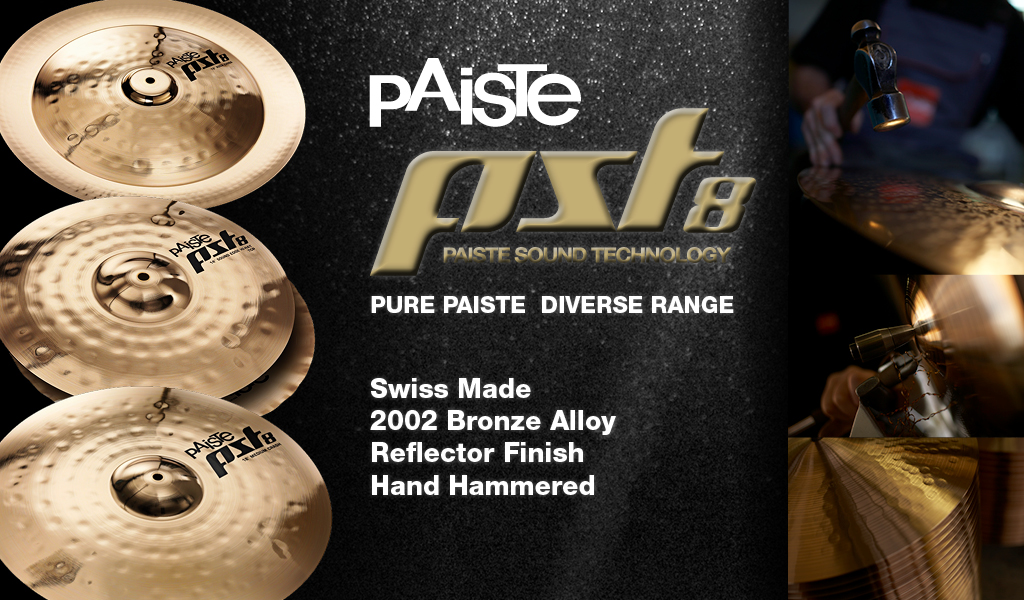 PAiSTe
pst8
PAiSTe
pst8
PAiSTe
pst8
PAiSTe
pst8
PAISTE SOUND TECHNOLOGY
PURE PAISTE DIVERSE RANGE
Swiss Made
2002 Bronze Alloy
Reflector Finish
Hand Hammered